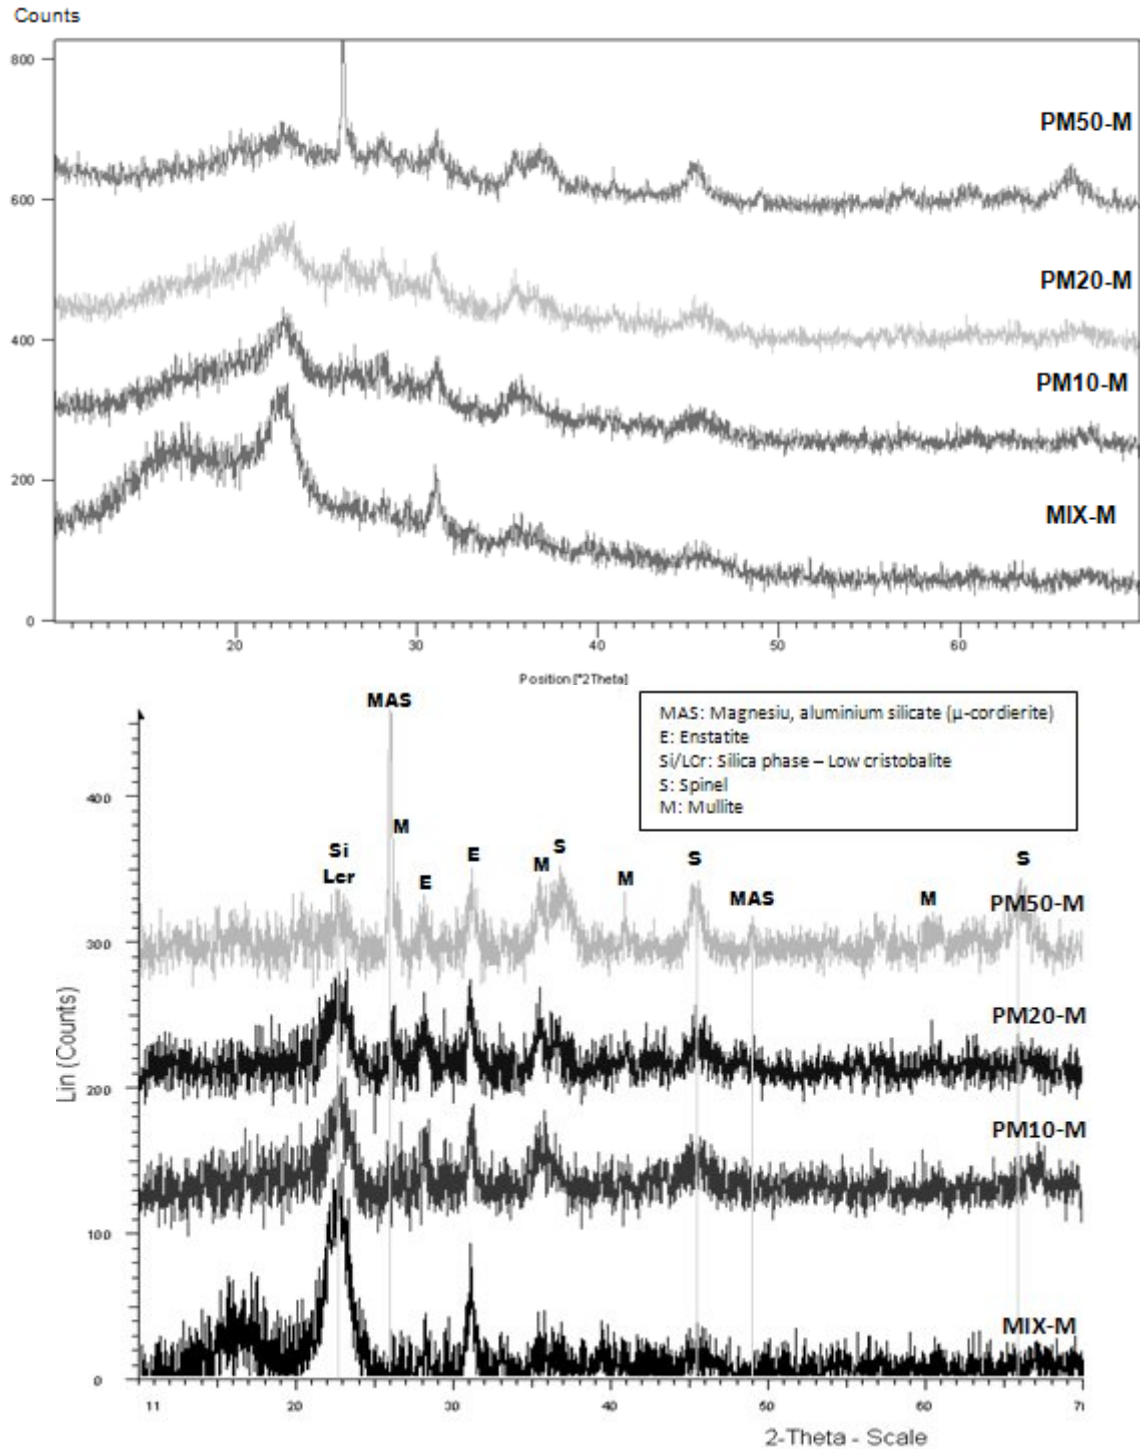 Counts
800
PM50-M
600
PM20-M
400
PM10-M
200
MIX-M
0
20 30 40 50 60
Position [°2Theta]
MAS
MAS: Magnesiu, aluminium silicate (μ-cordierite)
E: Enstatite
Si/LCr: Silica phase – Low cristobalite
S: Spinel
M: Mullite
400
M
Si
Lcr
E
E
M
S
M
S
MAS
M
S
PM50-M
300
PM20-M
200
PM10-M
100
MIX-M
0
Lin (Counts)
11 20 30 40 50 60
2-Theta - Scale